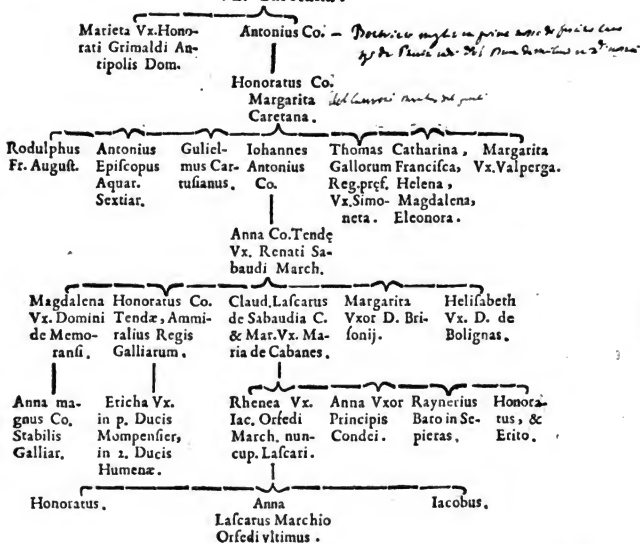 Marieta Vx.Hono-
rati Grimaldi An-
tipolis Dom.
Antonius Co.
Honoratus Co.
Margarita
Caretana.
Rodulphus
Fr. Auguſt.
Antonius
Epiſcopus
Aquar.
Sextiar.
Guliel-
mus Car-
tuſianus.
Iohannes
Antonius
Co.
Thomas
Gallorum
Reg.pręf.
Vx.Simo-
neta.
Catharina,
Franciſca,
Helena,
Magdalena,
Eleonora.
Margarita
Vx.Valperga.
Anna Co.Tendę
Vx. Renati Sa-
baudi March.
Magdalena
Vx.Domini
de Memo-
ranſi.
Honoratus Co.
Tendæ, Ammi-
ralius Regis
Galliarum.
Claud.Laſcarus
de Sabaudia C.
& Mar.Vx. Ma-
ria de Cabanes.
Margarita
Vxor D. Bri-
ſonij.
Heliſabeth
Vx. D. de
Bolignas.
Anna ma-
gnus Co.
Stabilis
Galliar.
Ericha Vx.
in p. Ducis
Mompenſier,
in 2. Ducis
Humenæ.
Rhenea Vx.
Iac. Orfedi
March. nun-
cup. Laſcari.
Anna Vxor
Principis
Condei.
Raynerius
Baro in Se-
pieras.
Honora-
tus, &
Erito.
Honoratus.
Anna
Laſcarus Marchio
Orfedi vltimus.
Iacobus.